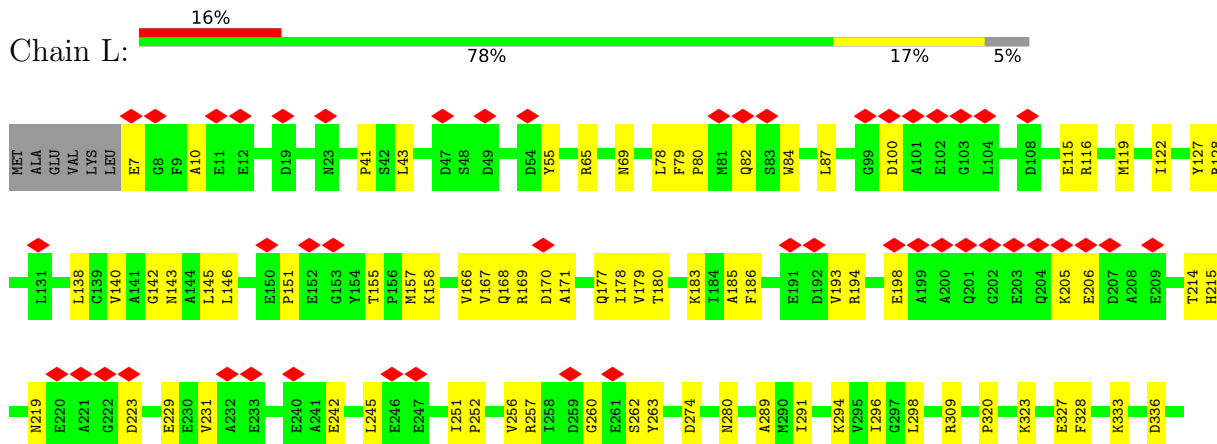 16%
Chain L:
78% 17% 5%
MET ALA GLU VAL LYS LEU E7 G8 F9 A10 E11 E12 D19 N23 P41 S42 L43 D47 S48 D49 D54 Y55 R65 N69 L78 F79 P80 M81 Q82 S83 W84 L87 G99 D100 A101 E102 G103 L104 D108 E115 R116 M119 I122 Y127 R128
L131 L138 C139 V140 A141 G142 N143 A144 L145 L146 E150 P151 E152 G153 Y154 T155 P156 M157 K158 V166 V167 Q168 R169 D170 A171 Q177 I178 V179 T180 K183 I184 A185 F186 E191 D192 V193 R194 E198 A199 A200 Q201 G202 E203 Q204 K205 E206 D207 A208 E209 T214 H215
N219 E220 A221 G222 D223 E229 E230 V231 A232 E233 E240 A241 E242 L245 E246 E247 I251 P252 V256 R257 I258 D259 G260 E261 S262 Y263 D274 N280 A289 M290 I291 K294 V295 I296 G297 L298 R309 P320 K323 E327 F328 K333 D336